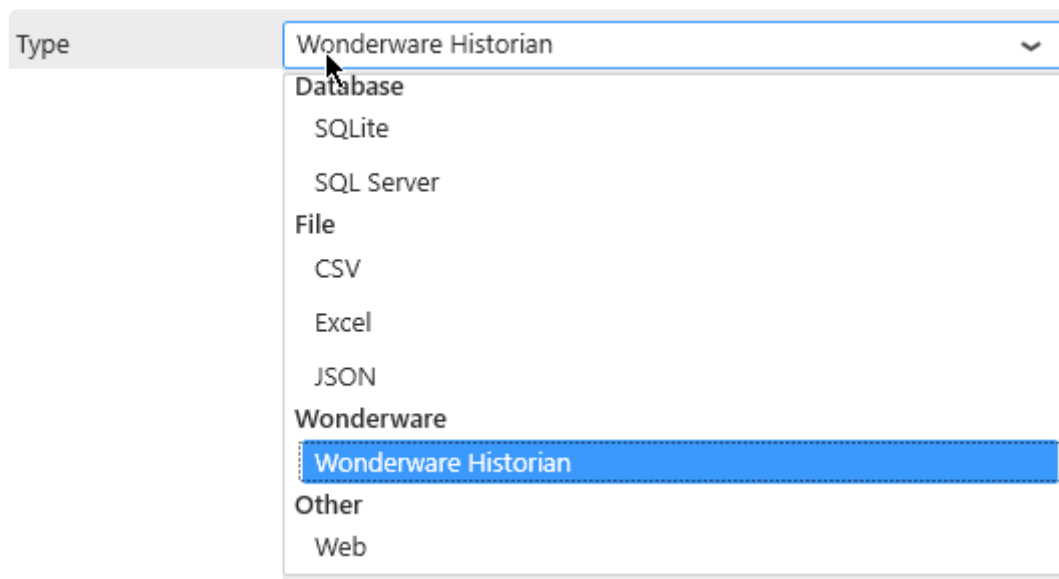 Type
Wonderware Historian
Database
SQLite
SQL Server
File
CSV
Excel
JSON
Wonderware
Wonderware Historian
Other
Web